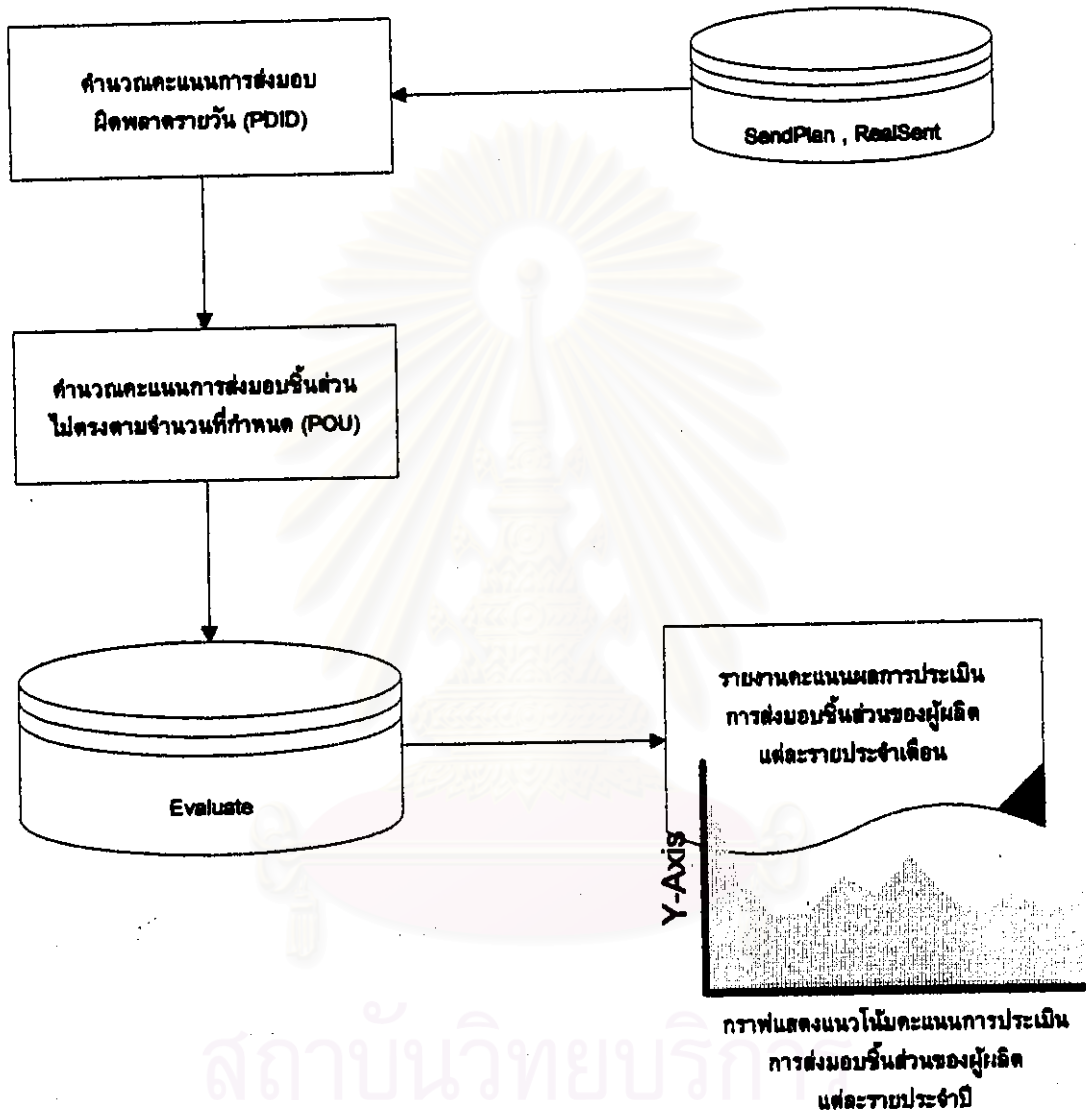 คำนวณคะแนนการส่งมอบ
ผิดพลาดรายวัน (PDID)
SendPlan , RealSent
คำนวณคะแนนการส่งมอบชิ้นส่วน
ไม่ตรงตามจำนวนที่กำหนด (POU)
Evaluate
รายงานคะแนนผลการประเมิน
การส่งมอบชิ้นส่วนของผู้ผลิต
แต่ละรายประจำเดือน
Y-Axis
กราฟแสดงแนวโน้มคะแนนการประเมิน
การส่งมอบชิ้นส่วนของผู้ผลิต
แต่ละรายประจำปี
สถาบันวิทยบริการ